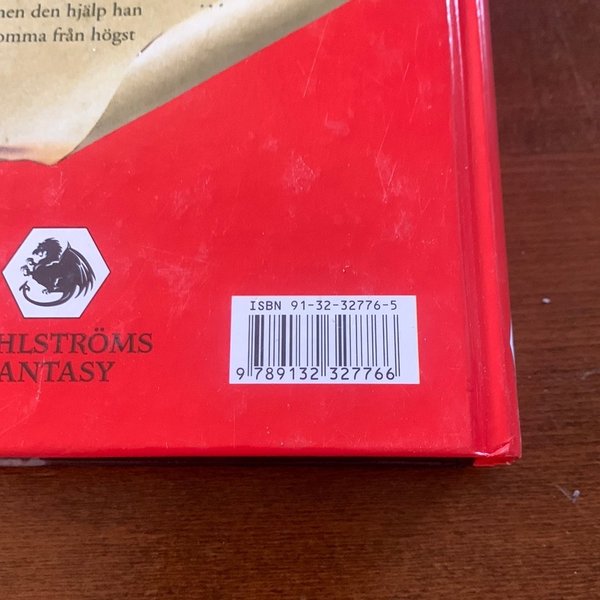 men den hjälp han
omma från högst
HLSTRÖMS
ANTASY
ISBN 91-32-32776-5
9 789132 327766